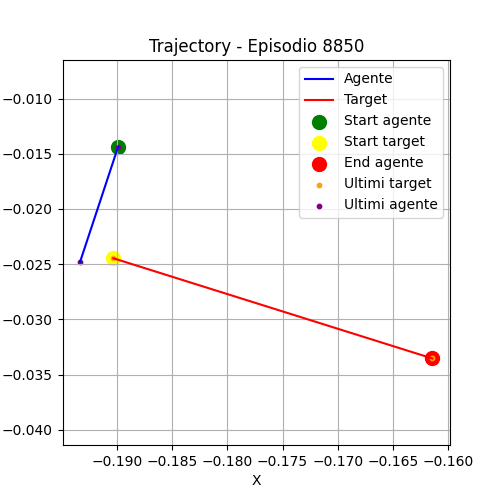 Trajectory - Episodio 8850
Agente
Target
Start agente
Start target
End agente
Ultimi target
Ultimi agente
−0.010
−0.015
−0.020
−0.025
−0.030
−0.035
−0.040
−0.190 −0.185 −0.180 −0.175 −0.170 −0.165 −0.160
X